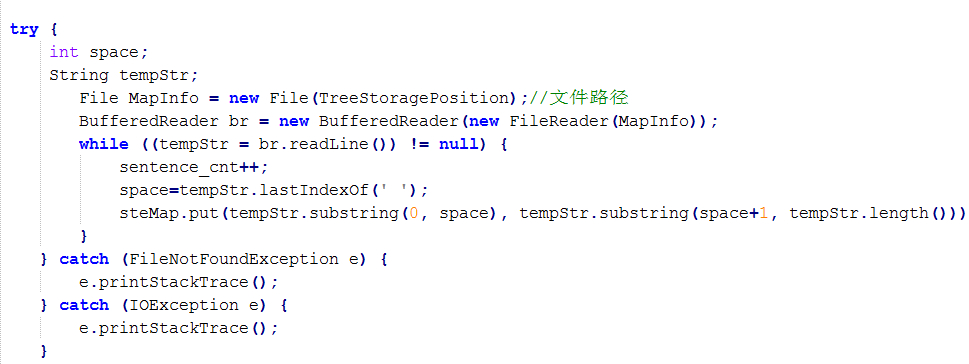 try {
int space;
String tempStr;
File MapInfo = new File(TreeStoragePosition);//文件路径
BufferedReader br = new BufferedReader(new FileReader(MapInfo));
while ((tempStr = br.readLine()) != null) {
sentence_cnt++;
space=tempStr.lastIndexOf(' ');
steMap.put(tempStr.substring(0, space), tempStr.substring(space+1, tempStr.length()))
}
} catch (FileNotFoundException e) {
e.printStackTrace();
} catch (IOException e) {
e.printStackTrace();
}